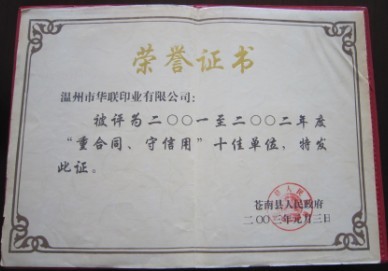 荣誉证书
温州市华联印业有限公司：
被评为二〇〇一至二〇〇二年度
“重合同、守信用”十佳单位，特发
此证。
苍南县人民政府
二〇〇三年元月三日